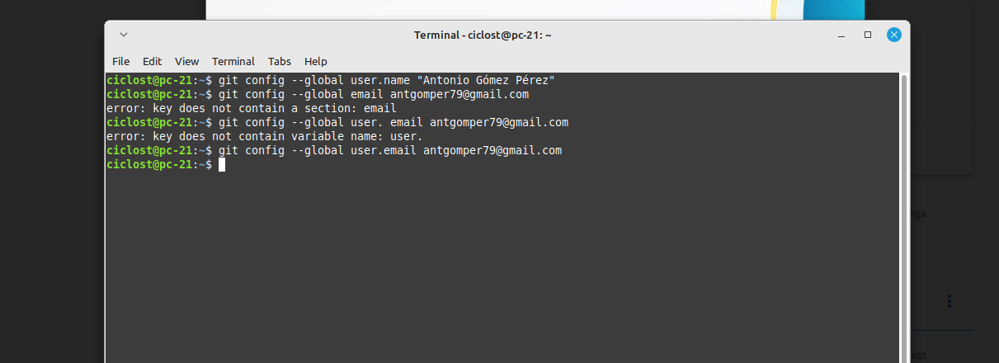 Terminal - ciclost@pc-21: ~
File Edit View Terminal Tabs Help
ciclost@pc-21:~$ git config --global user.name "Antonio Gómez Pérez"
ciclost@pc-21:~$ git config --global email antgomper79@gmail.com
error: key does not contain a section: email
ciclost@pc-21:~$ git config --global user. email antgomper79@gmail.com
error: key does not contain variable name: user.
ciclost@pc-21:~$ git config --global user.email antgomper79@gmail.com
ciclost@pc-21:~$
ega
ept